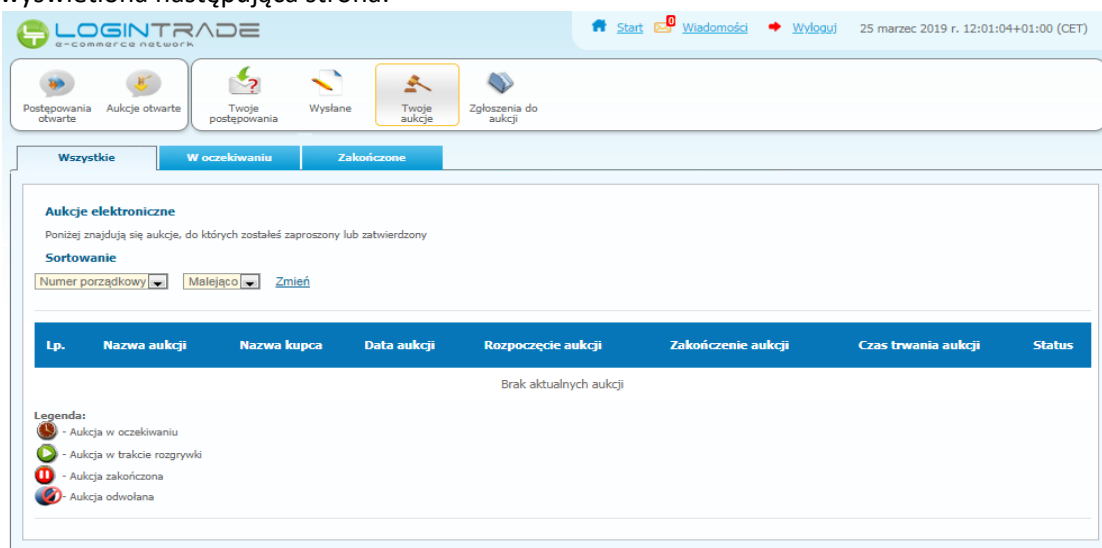 wyświetlona następująca strona:
LOGINTRADE
e-commerce network
Start 0 Wiadomości Wyloguj 25 marzec 2019 r. 12:01:04+01:00 (CET)
Postępowania otwarte
Aukcje otwarte
Twoje postępowania
Wysłane
Twoje aukcje
Zgłoszenia do aukcji
Wszystkie W oczekiwaniu Zakończone
Aukcje elektroniczne
Poniżej znajdują się aukcje, do których zostałeś zaproszony lub zatwierdzony
Sortowanie
Numer porządkowy Malejąco Zmień
Lp. Nazwa aukcji Nazwa kupca Data aukcji Rozpoczęcie aukcji Zakończenie aukcji Czas trwania aukcji Status
Brak aktualnych aukcji
Legenda:
- Aukcja w oczekiwaniu
- Aukcja w trakcie rozgrywki
- Aukcja zakończona
- Aukcja odwołana